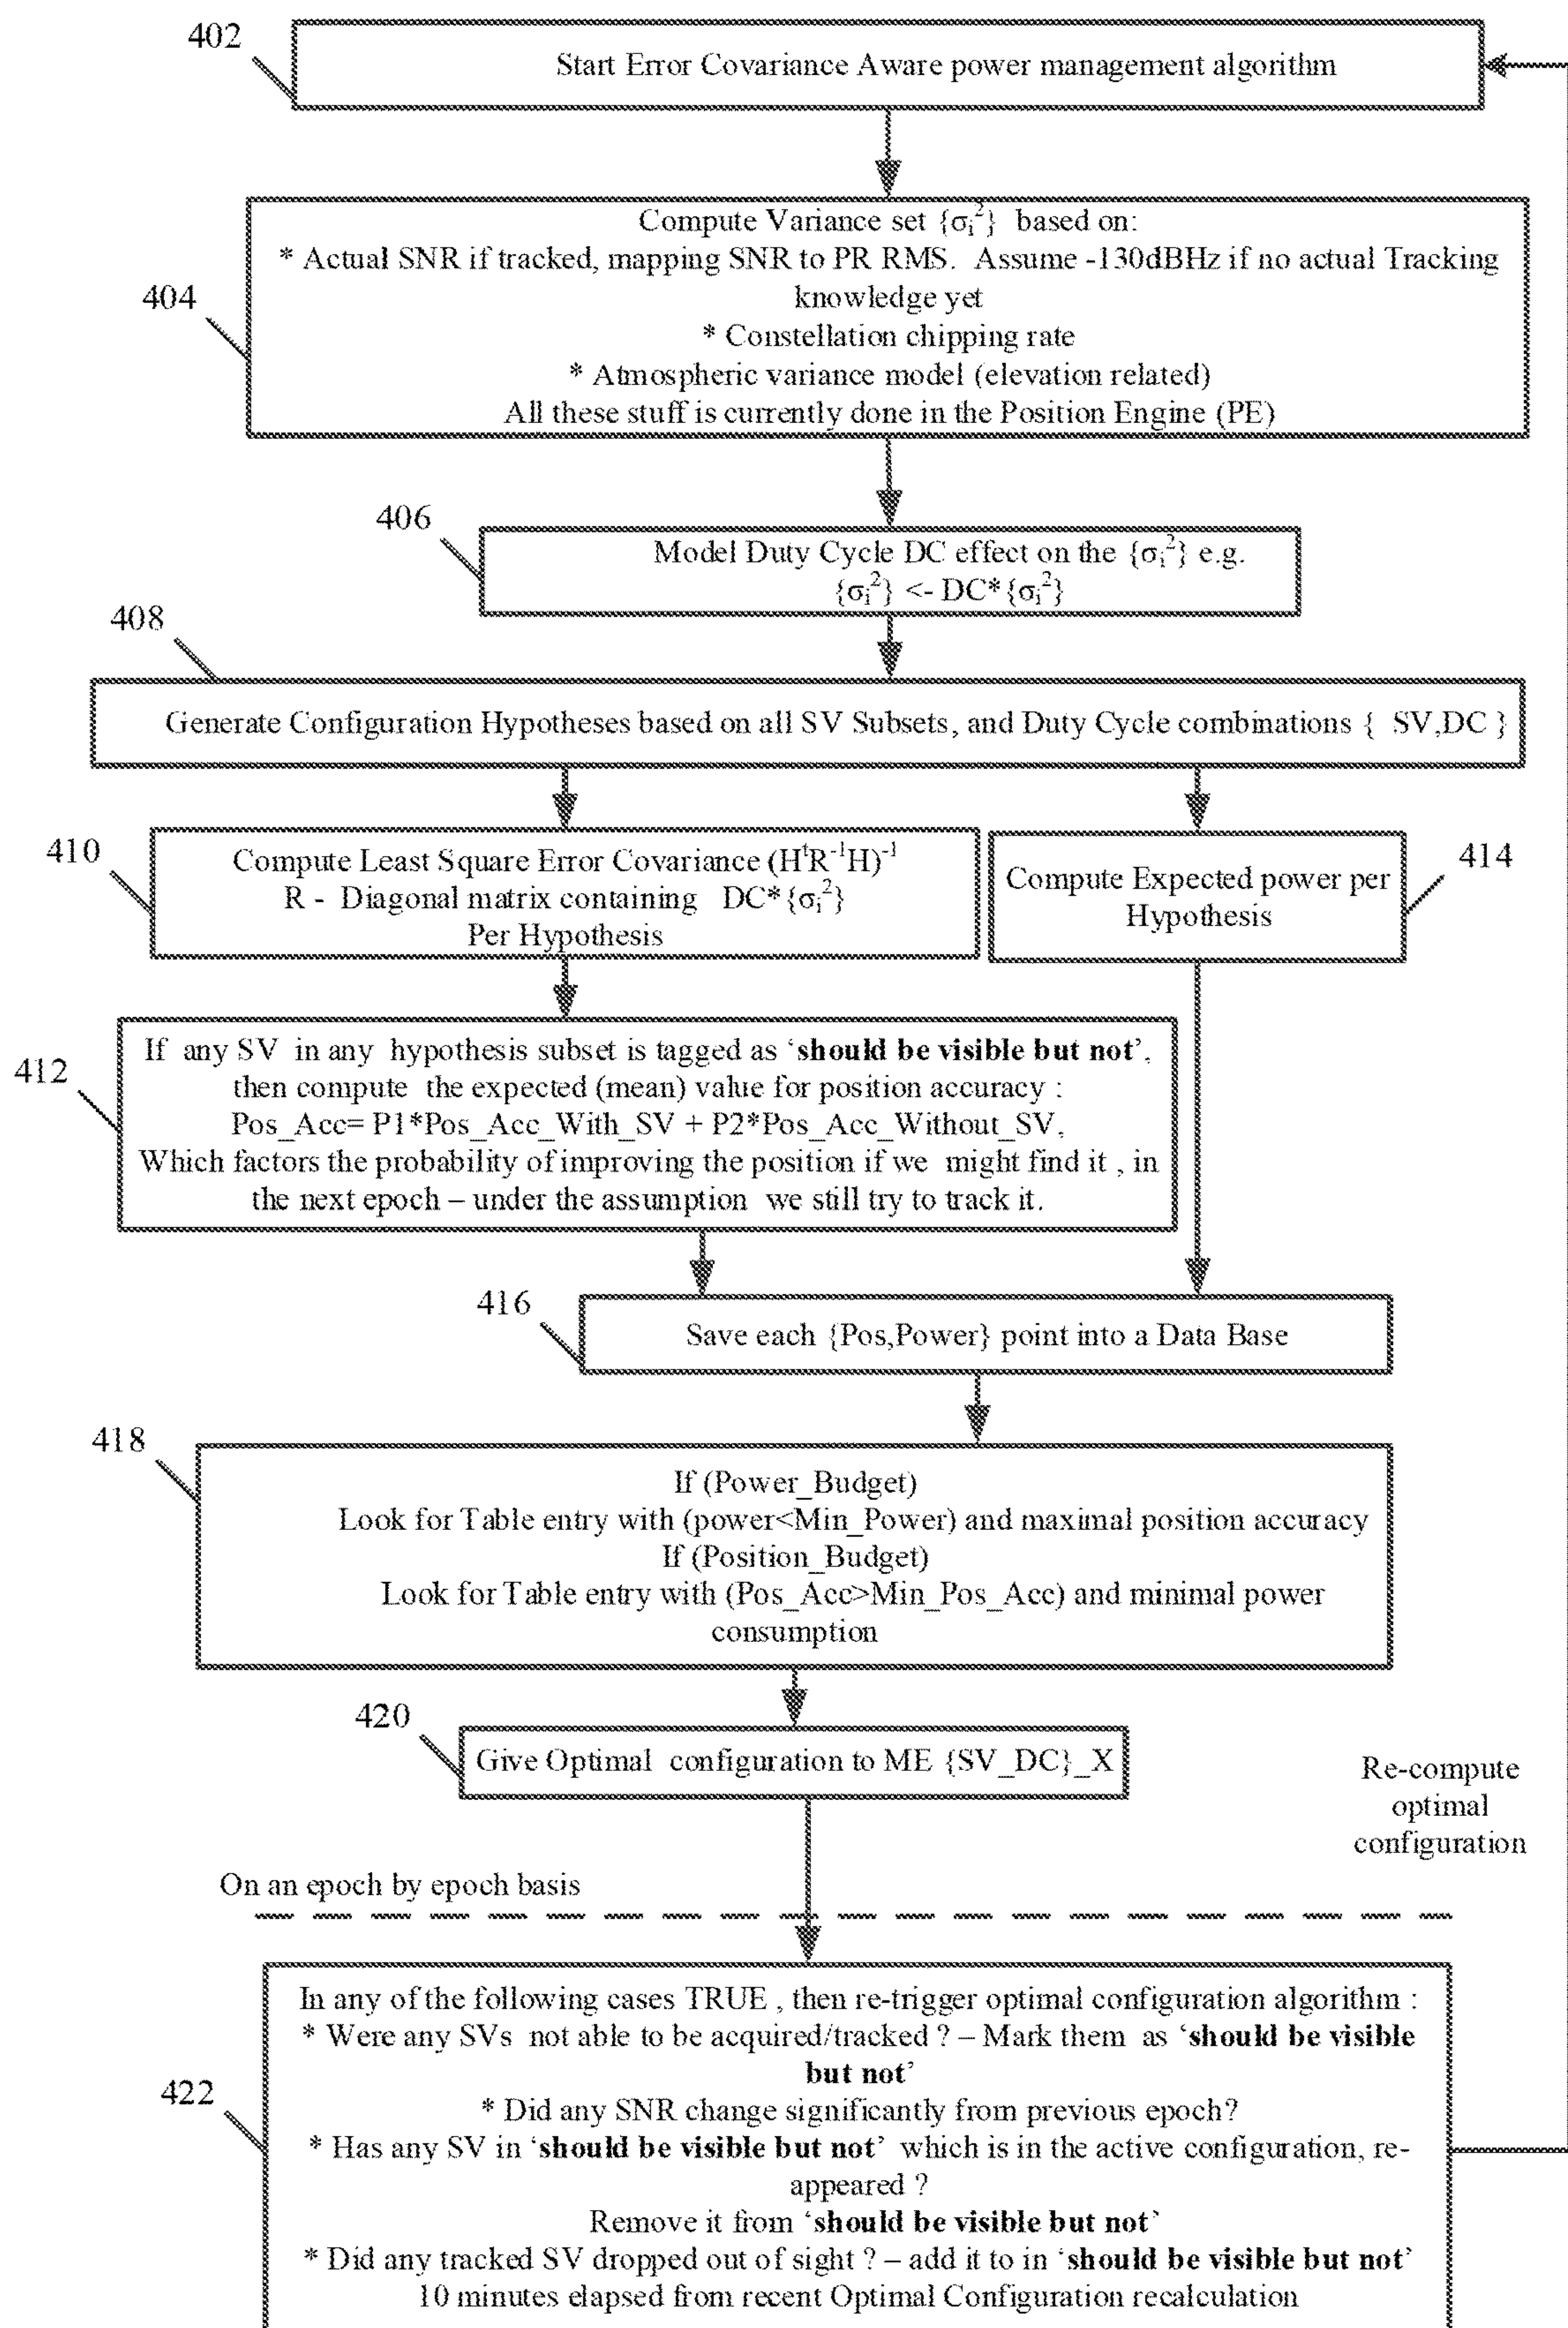 402
Start Error Covariance Aware power management algorithm
404
Compute Variance set {σᵢ²} based on:
* Actual SNR if tracked, mapping SNR to PR RMS. Assume -130dBHz if no actual Tracking
knowledge yet
* Constellation chipping rate
* Atmospheric variance model (elevation related)
All these stuff is currently done in the Position Engine (PE)
406
Model Duty Cycle DC effect on the {σᵢ²} e.g.
{σᵢ²} <- DC*{σᵢ²}
408
Generate Configuration Hypotheses based on all SV Subsets, and Duty Cycle combinations { SV,DC }
410
Compute Least Square Error Covariance (HᵗR⁻¹H)⁻¹
R - Diagonal matrix containing DC*{σᵢ²}
Per Hypothesis
414
Compute Expected power per
Hypothesis
412
If any SV in any hypothesis subset is tagged as ‘should be visible but not’,
then compute the expected (mean) value for position accuracy :
Pos_Acc= P1*Pos_Acc_With_SV + P2*Pos_Acc_Without_SV,
Which factors the probability of improving the position if we might find it , in
the next epoch – under the assumption we still try to track it.
416
Save each {Pos,Power} point into a Data Base
418
If (Power_Budget)
Look for Table entry with (power<Min_Power) and maximal position accuracy
If (Position_Budget)
Look for Table entry with (Pos_Acc>Min_Pos_Acc) and minimal power
consumption
420
Give Optimal configuration to ME {SV_DC}_X
Re-compute
optimal
configuration
On an epoch by epoch basis
422
In any of the following cases TRUE , then re-trigger optimal configuration algorithm :
* Were any SVs not able to be acquired/tracked ? – Mark them as ‘should be visible
but not’
* Did any SNR change significantly from previous epoch?
* Has any SV in ‘should be visible but not’ which is in the active configuration, re-
appeared ?
Remove it from ‘should be visible but not’
* Did any tracked SV dropped out of sight ? – add it to in ‘should be visible but not’
10 minutes elapsed from recent Optimal Configuration recalculation